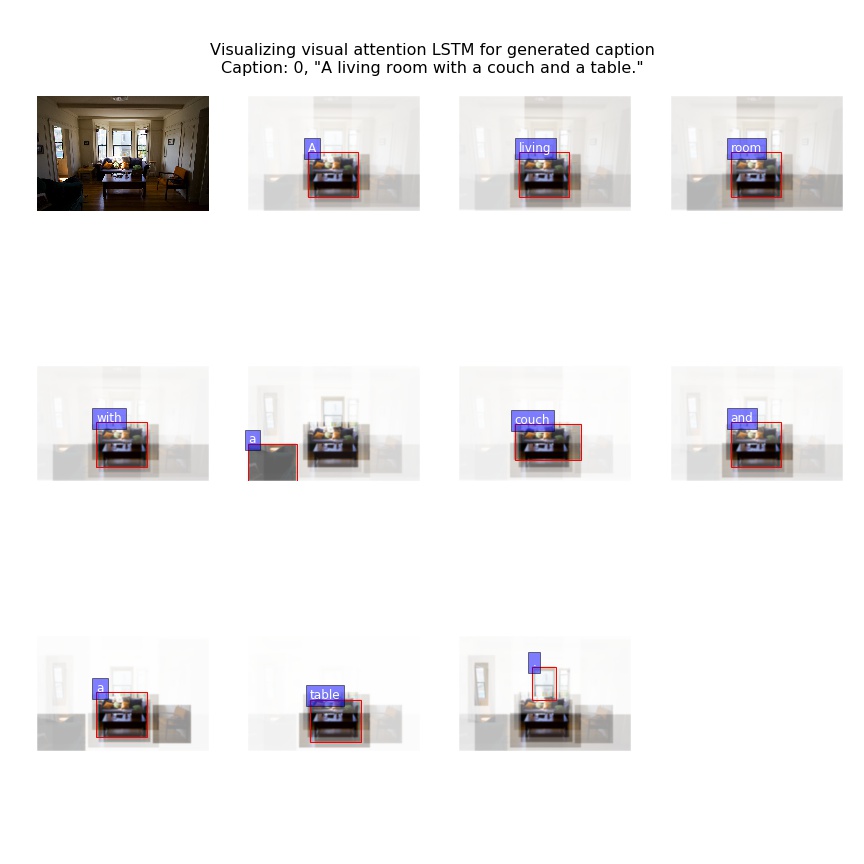 Visualizing visual attention LSTM for generated caption
Caption: 0, "A living room with a couch and a table."
A
living
room
with
a
couch
and
a
table
.